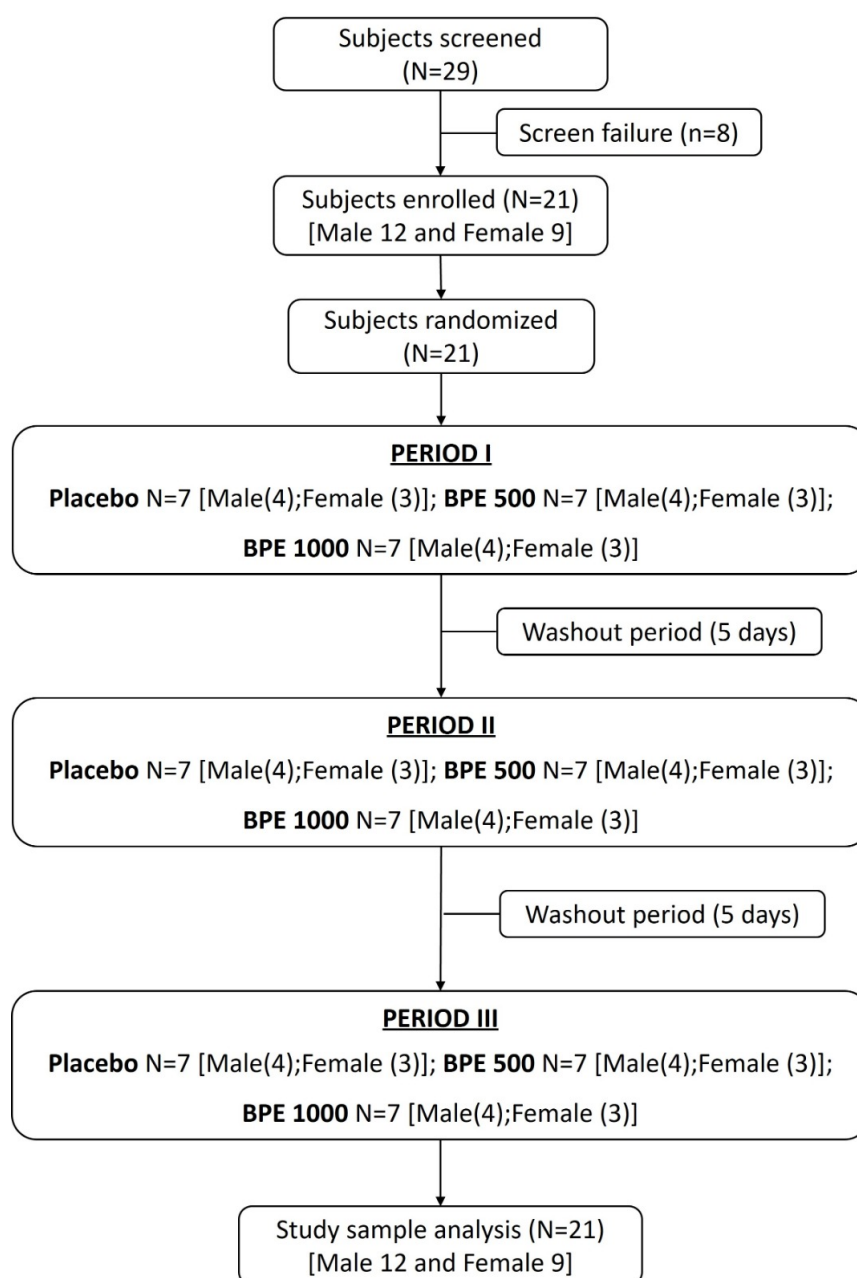 Subjects screened
(N=29)
Screen failure (n=8)
Subjects enrolled (N=21)
[Male 12 and Female 9]
Subjects randomized
(N=21)
PERIOD I
Placebo N=7 [Male(4);Female (3)]; BPE 500 N=7 [Male(4);Female (3)];
BPE 1000 N=7 [Male(4);Female (3)]
Washout period (5 days)
PERIOD II
Placebo N=7 [Male(4);Female (3)]; BPE 500 N=7 [Male(4);Female (3)];
BPE 1000 N=7 [Male(4);Female (3)]
Washout period (5 days)
PERIOD III
Placebo N=7 [Male(4);Female (3)]; BPE 500 N=7 [Male(4);Female (3)];
BPE 1000 N=7 [Male(4);Female (3)]
Study sample analysis (N=21)
[Male 12 and Female 9]